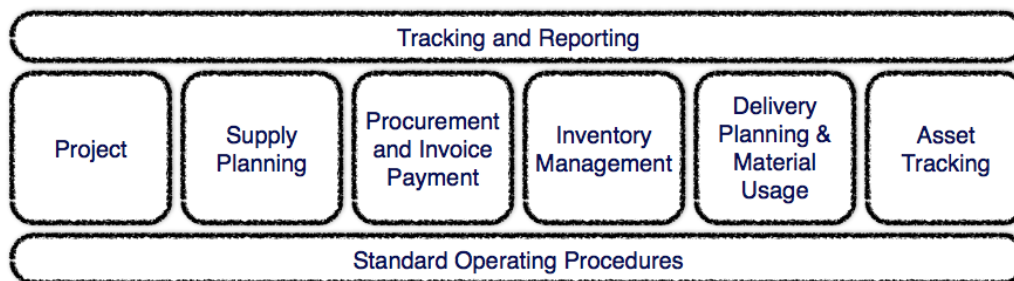 Tracking and Reporting
Project
Supply
Planning
Procurement
and Invoice
Payment
Inventory
Management
Delivery
Planning &
Material
Usage
Asset
Tracking
Standard Operating Procedures